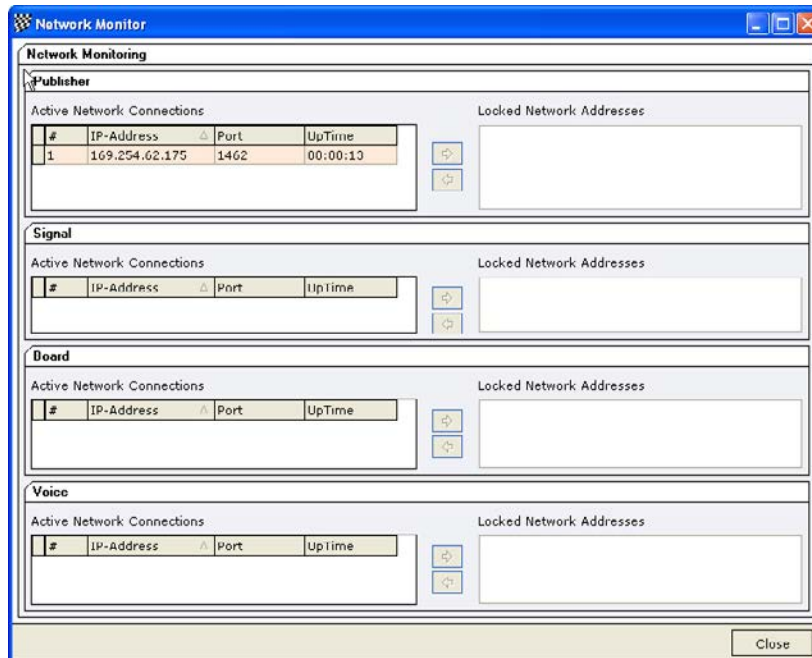 Network Monitor
Network Monitoring
Publisher
Active Network Connections
Locked Network Addresses
# IP-Address Port UpTime
1 169.254.62.175 1462 00:00:13
Signal
Active Network Connections
Locked Network Addresses
# IP-Address Port UpTime
Board
Active Network Connections
Locked Network Addresses
# IP-Address Port UpTime
Voice
Active Network Connections
Locked Network Addresses
# IP-Address Port UpTime
Close